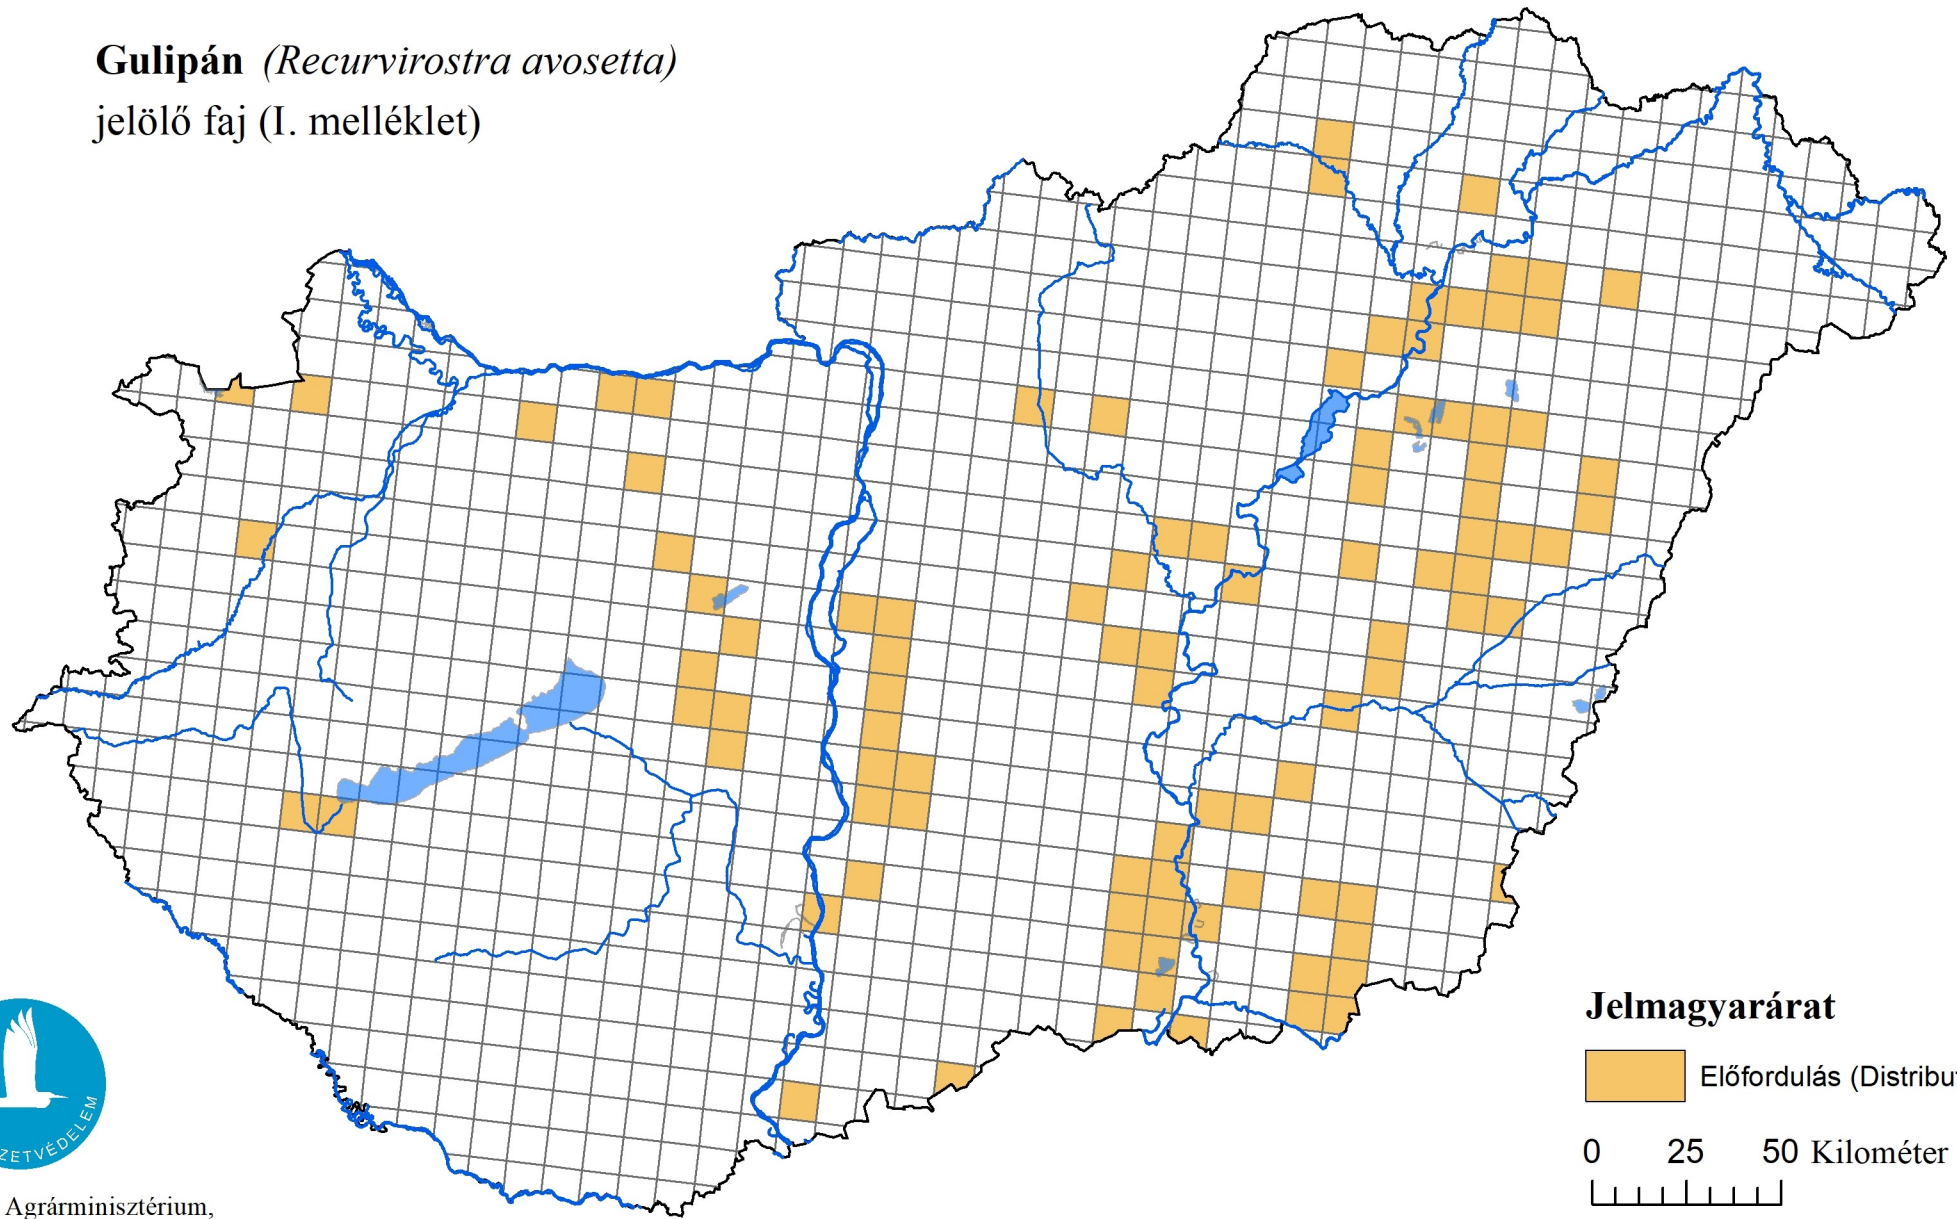 Gulipán (Recurvirostra avosetta)
jelölő faj (I. melléklet)
Jelmagyarárat
Előfordulás (Distribu
0 25 50 Kilométer
ZETVÉDELEM
Agrárminisztérium,